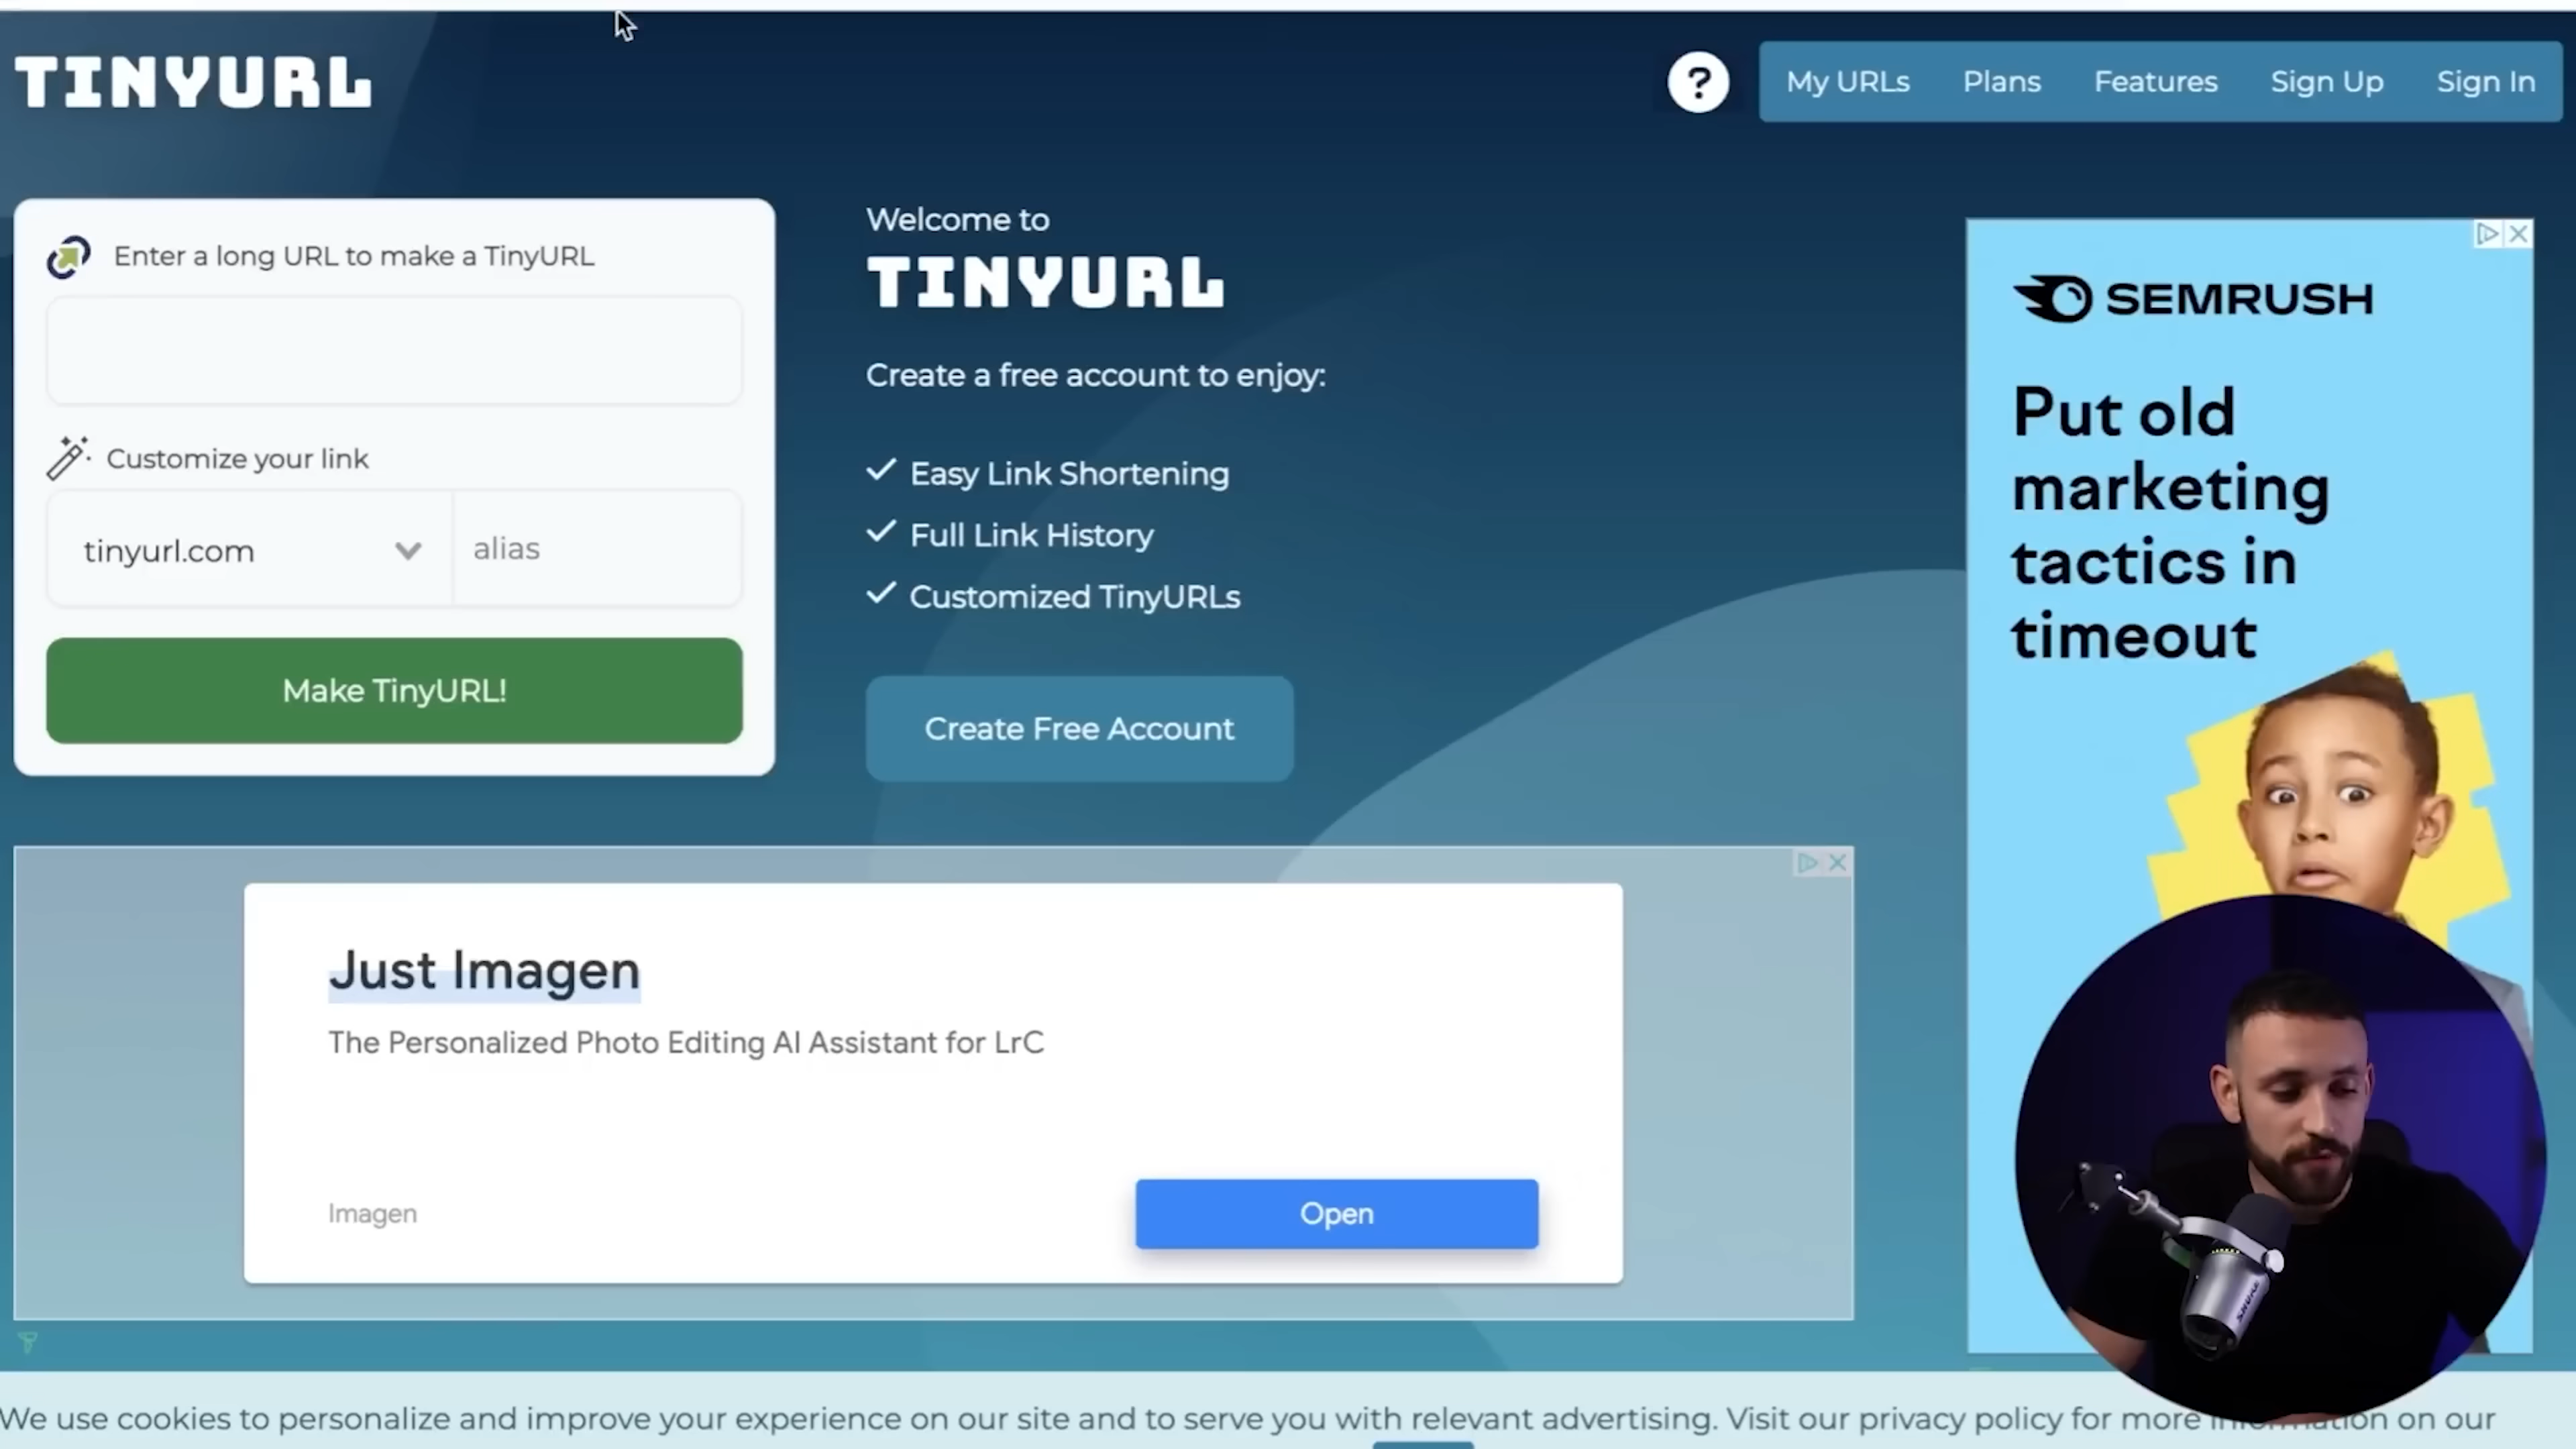 TINYURL
?
My URLs
Plans
Features
Sign Up
Sign In
Enter a long URL to make a TinyURL
Customize your link
tinyurl.com
alias
Make TinyURL!
Welcome to
TINYURL
Create a free account to enjoy:
Easy Link Shortening
Full Link History
Customized TinyURLs
Create Free Account
SEMRUSH
Put old
marketing
tactics in
timeout
Just Imagen
The Personalized Photo Editing AI Assistant for LrC
Imagen
Open
SHURE
We use cookies to personalize and improve your experience on our site and to serve you with relevant advertising. Visit our privacy policy for more information on our